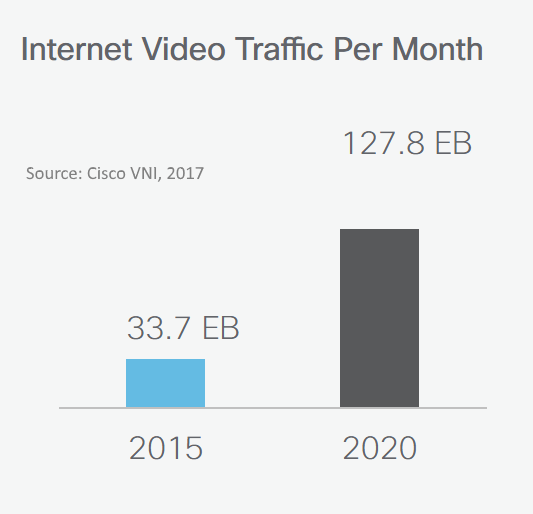 Internet Video Traffic Per Month
127.8 EB
Source: Cisco VNI, 2017
33.7 EB
2015 2020